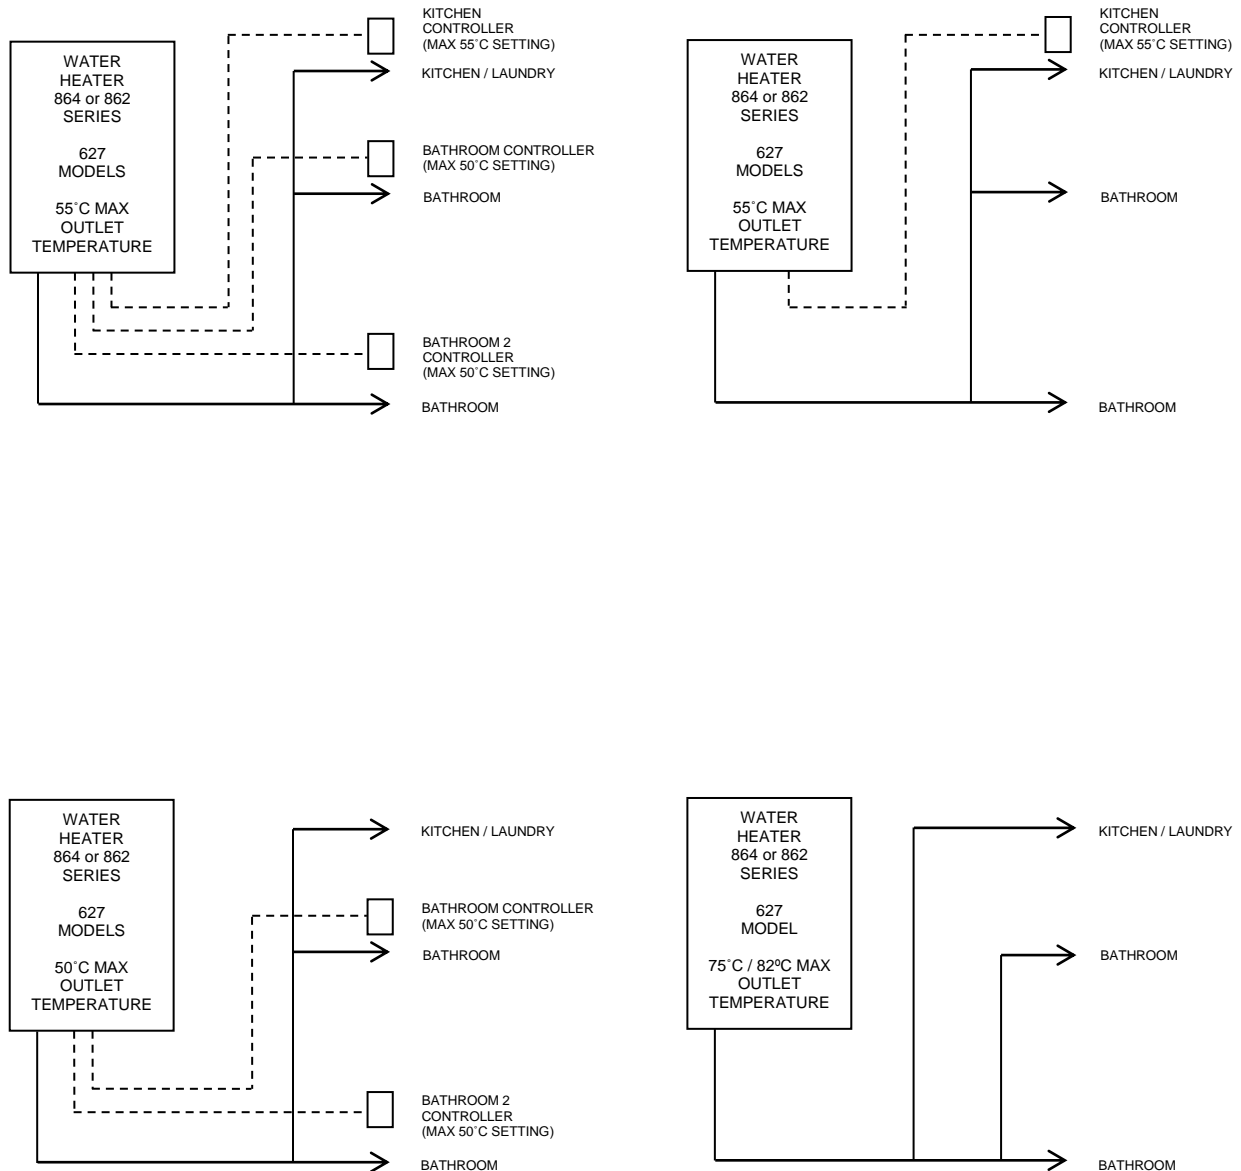 WATER
HEATER
864 or 862
SERIES
627
MODELS
55˚C MAX
OUTLET
TEMPERATURE
KITCHEN
CONTROLLER
(MAX 55˚C SETTING)
KITCHEN / LAUNDRY
BATHROOM CONTROLLER
(MAX 50˚C SETTING)
BATHROOM
BATHROOM 2
CONTROLLER
(MAX 50˚C SETTING)
BATHROOM
WATER
HEATER
864 or 862
SERIES
627
MODELS
55˚C MAX
OUTLET
TEMPERATURE
KITCHEN
CONTROLLER
(MAX 55˚C SETTING)
KITCHEN / LAUNDRY
BATHROOM
BATHROOM
WATER
HEATER
864 or 862
SERIES
627
MODELS
50˚C MAX
OUTLET
TEMPERATURE
KITCHEN / LAUNDRY
BATHROOM CONTROLLER
(MAX 50˚C SETTING)
BATHROOM
BATHROOM 2
CONTROLLER
(MAX 50˚C SETTING)
BATHROOM
WATER
HEATER
864 or 862
SERIES
627
MODEL
75˚C / 82ºC MAX
OUTLET
TEMPERATURE
KITCHEN / LAUNDRY
BATHROOM
BATHROOM